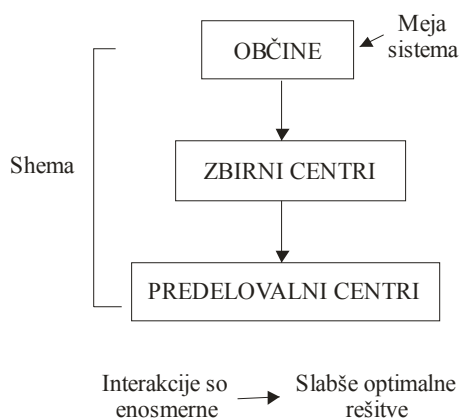 OBČINE
Meja
sistema
Shema
ZBIRNI CENTRI
PREDELOVALNI CENTRI
Interakcije so
enosmerne
Slabše optimalne
rešitve